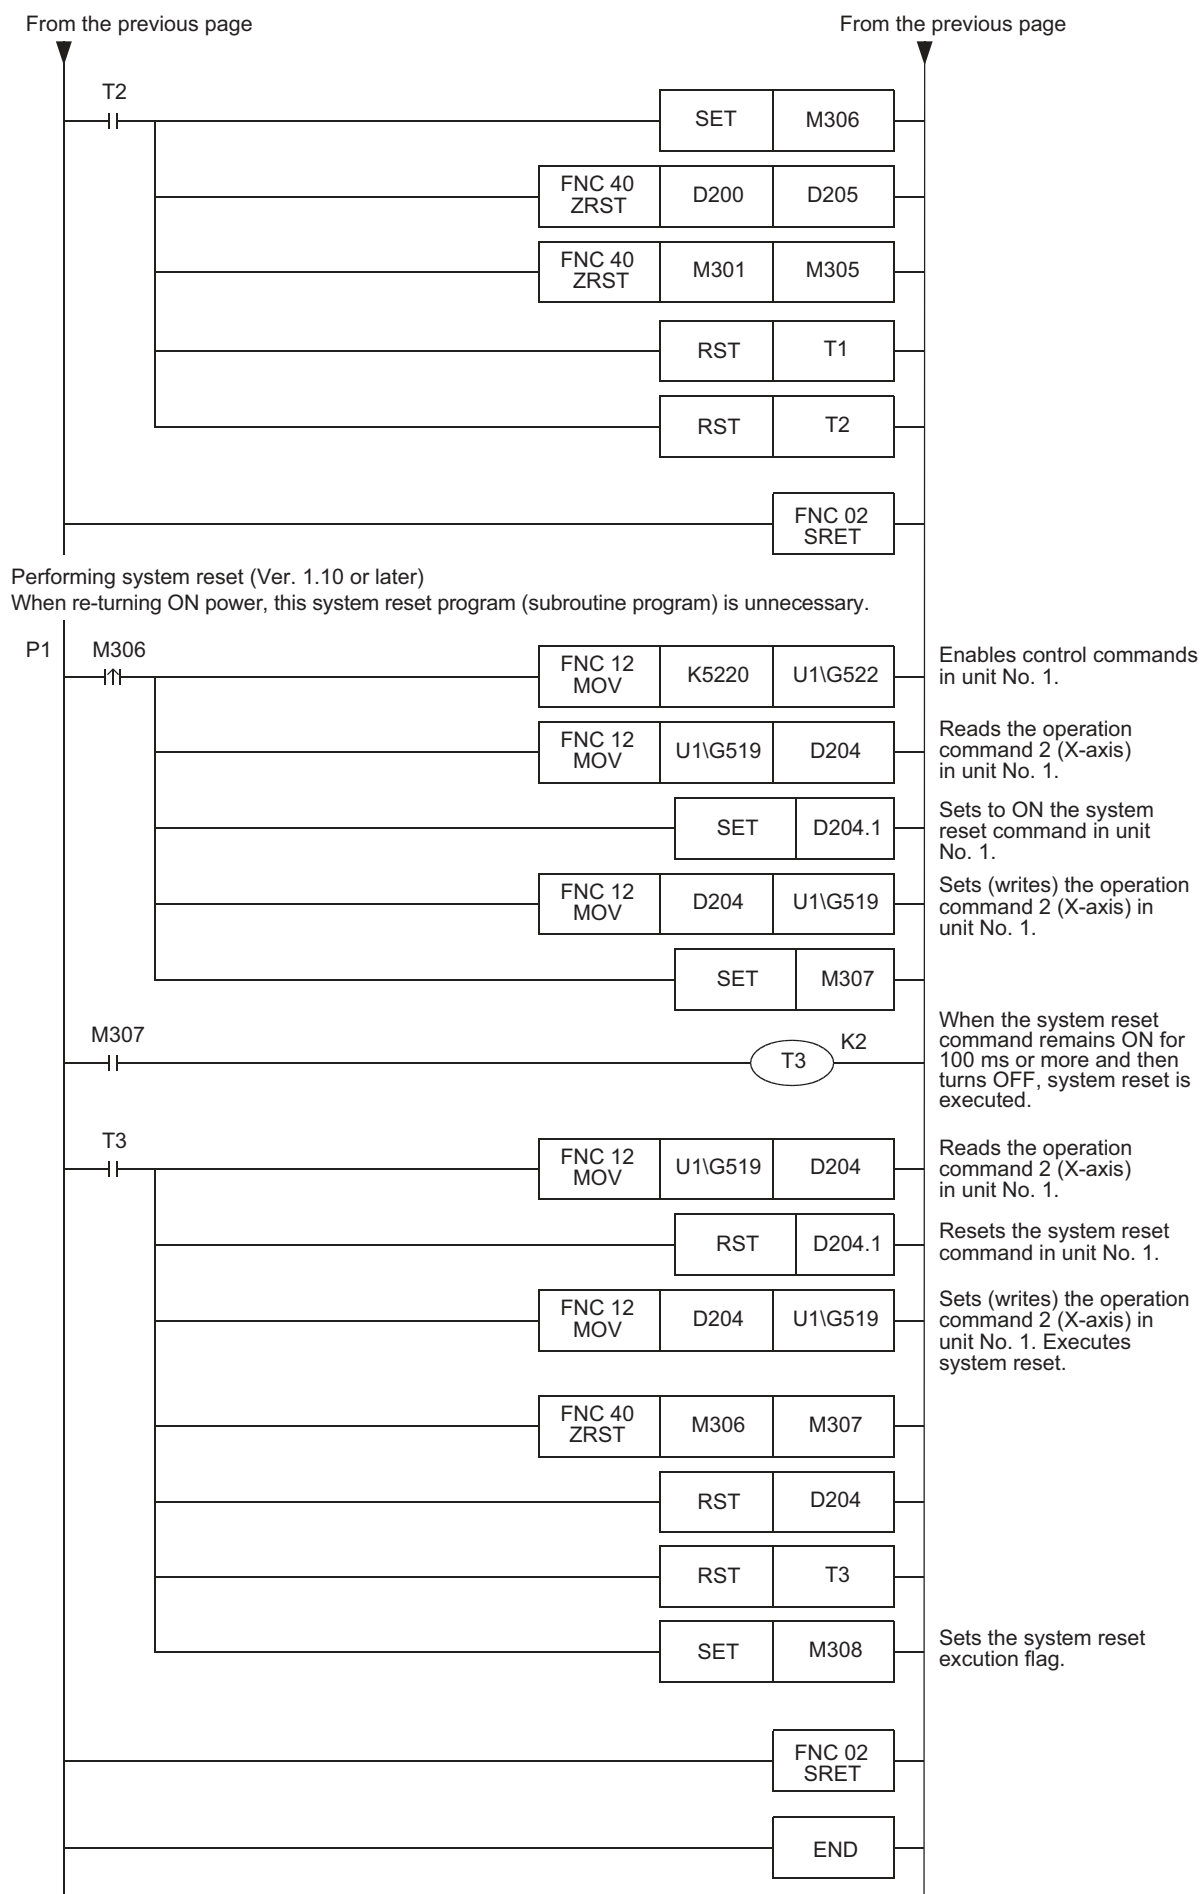 From the previous page
From the previous page
T2
SET M306
FNC 40
ZRST D200 D205
FNC 40
ZRST M301 M305
RST T1
RST T2
FNC 02
SRET
Performing system reset (Ver. 1.10 or later)
When re-turning ON power, this system reset program (subroutine program) is unnecessary.
P1
M306
FNC 12
MOV K5220 U1\G522
Enables control commands
in unit No. 1.
FNC 12
MOV U1\G519 D204
Reads the operation
command 2 (X-axis)
in unit No. 1.
SET D204.1
Sets to ON the system
reset command in unit
No. 1.
FNC 12
MOV D204 U1\G519
Sets (writes) the operation
command 2 (X-axis) in
unit No. 1.
SET M307
M307
T3
K2
When the system reset
command remains ON for
100 ms or more and then
turns OFF, system reset is
executed.
T3
FNC 12
MOV U1\G519 D204
Reads the operation
command 2 (X-axis)
in unit No. 1.
RST D204.1
Resets the system reset
command in unit No. 1.
FNC 12
MOV D204 U1\G519
Sets (writes) the operation
command 2 (X-axis) in
unit No. 1. Executes
system reset.
FNC 40
ZRST M306 M307
RST D204
RST T3
SET M308
Sets the system reset
excution flag.
FNC 02
SRET
END